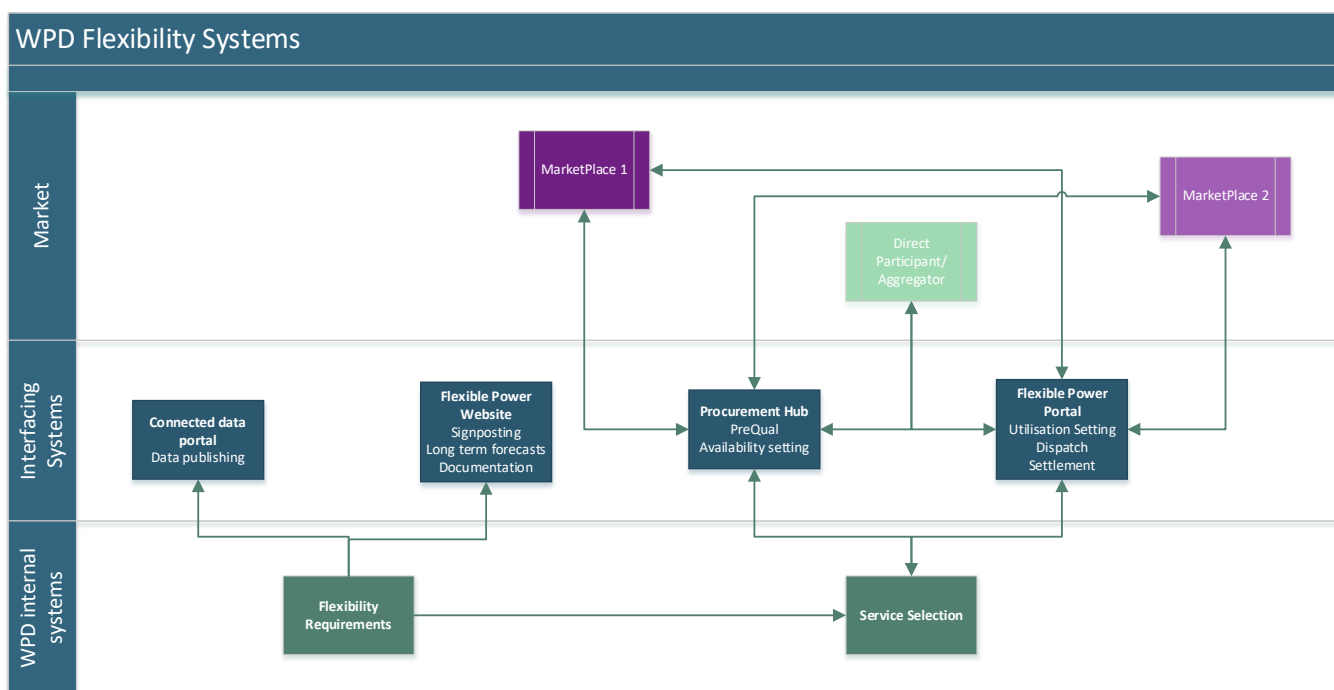 WPD Flexibility Systems
Market
MarketPlace 1
MarketPlace 2
Direct
Participant/
Aggregator
Interfacing
Systems
Connected data
portal
Data publishing
Flexible Power
Website
Signposting
Long term forecasts
Documentation
Procurement Hub
PreQual
Availability setting
Flexible Power
Portal
Utilisation Setting
Dispatch
Settlement
WPD internal
systems
Flexibility
Requirements
Service Selection